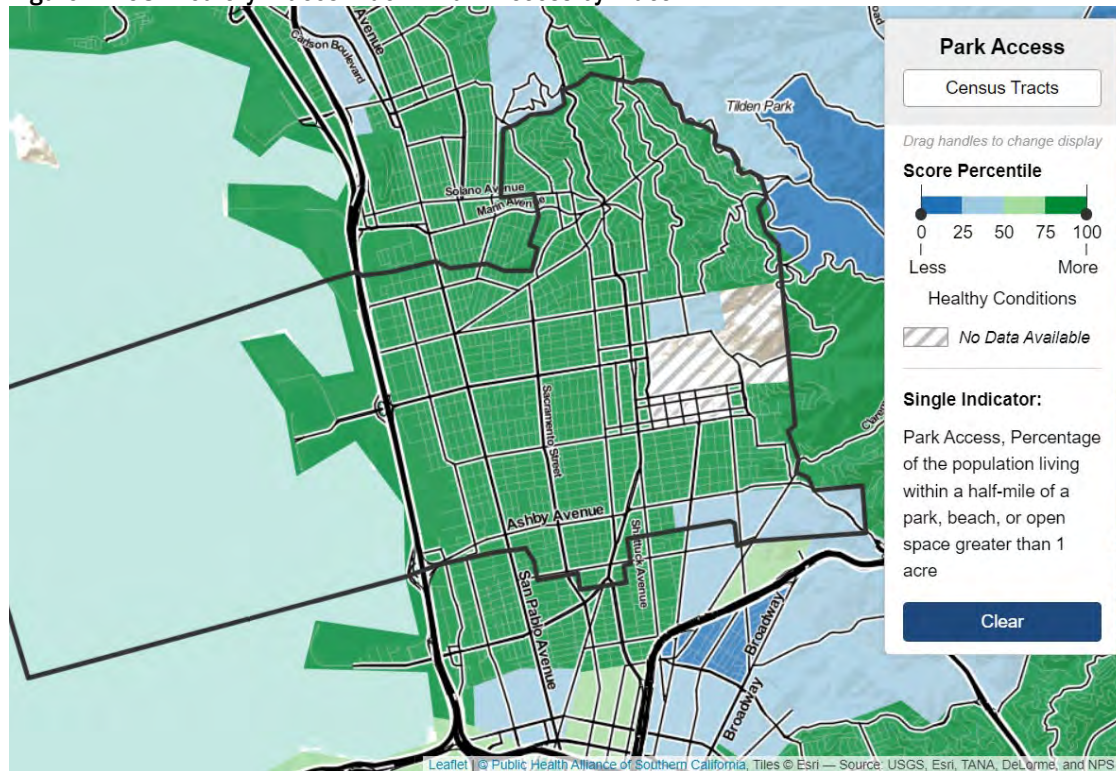 Carlson Boulevard
Avenue
Road
Park Access
Census Tracts
Tilden Park
Drag handles to change display
Score Percentile
0 25 50 75 100
Less More
Healthy Conditions
No Data Available
Solano Avenue
Marin Avenue
Single Indicator:
Park Access, Percentage
of the population living
within a half-mile of a
park, beach, or open
space greater than 1
acre
Clear
Sacramento Street
Ashby Avenue
Shattuck Avenue
San Pablo Avenue
Broadway
Broadway
Leaflet | © Public Health Alliance of Southern California, Tiles © Esri — Source: USGS, Esri, TANA, DeLorme, and NPS